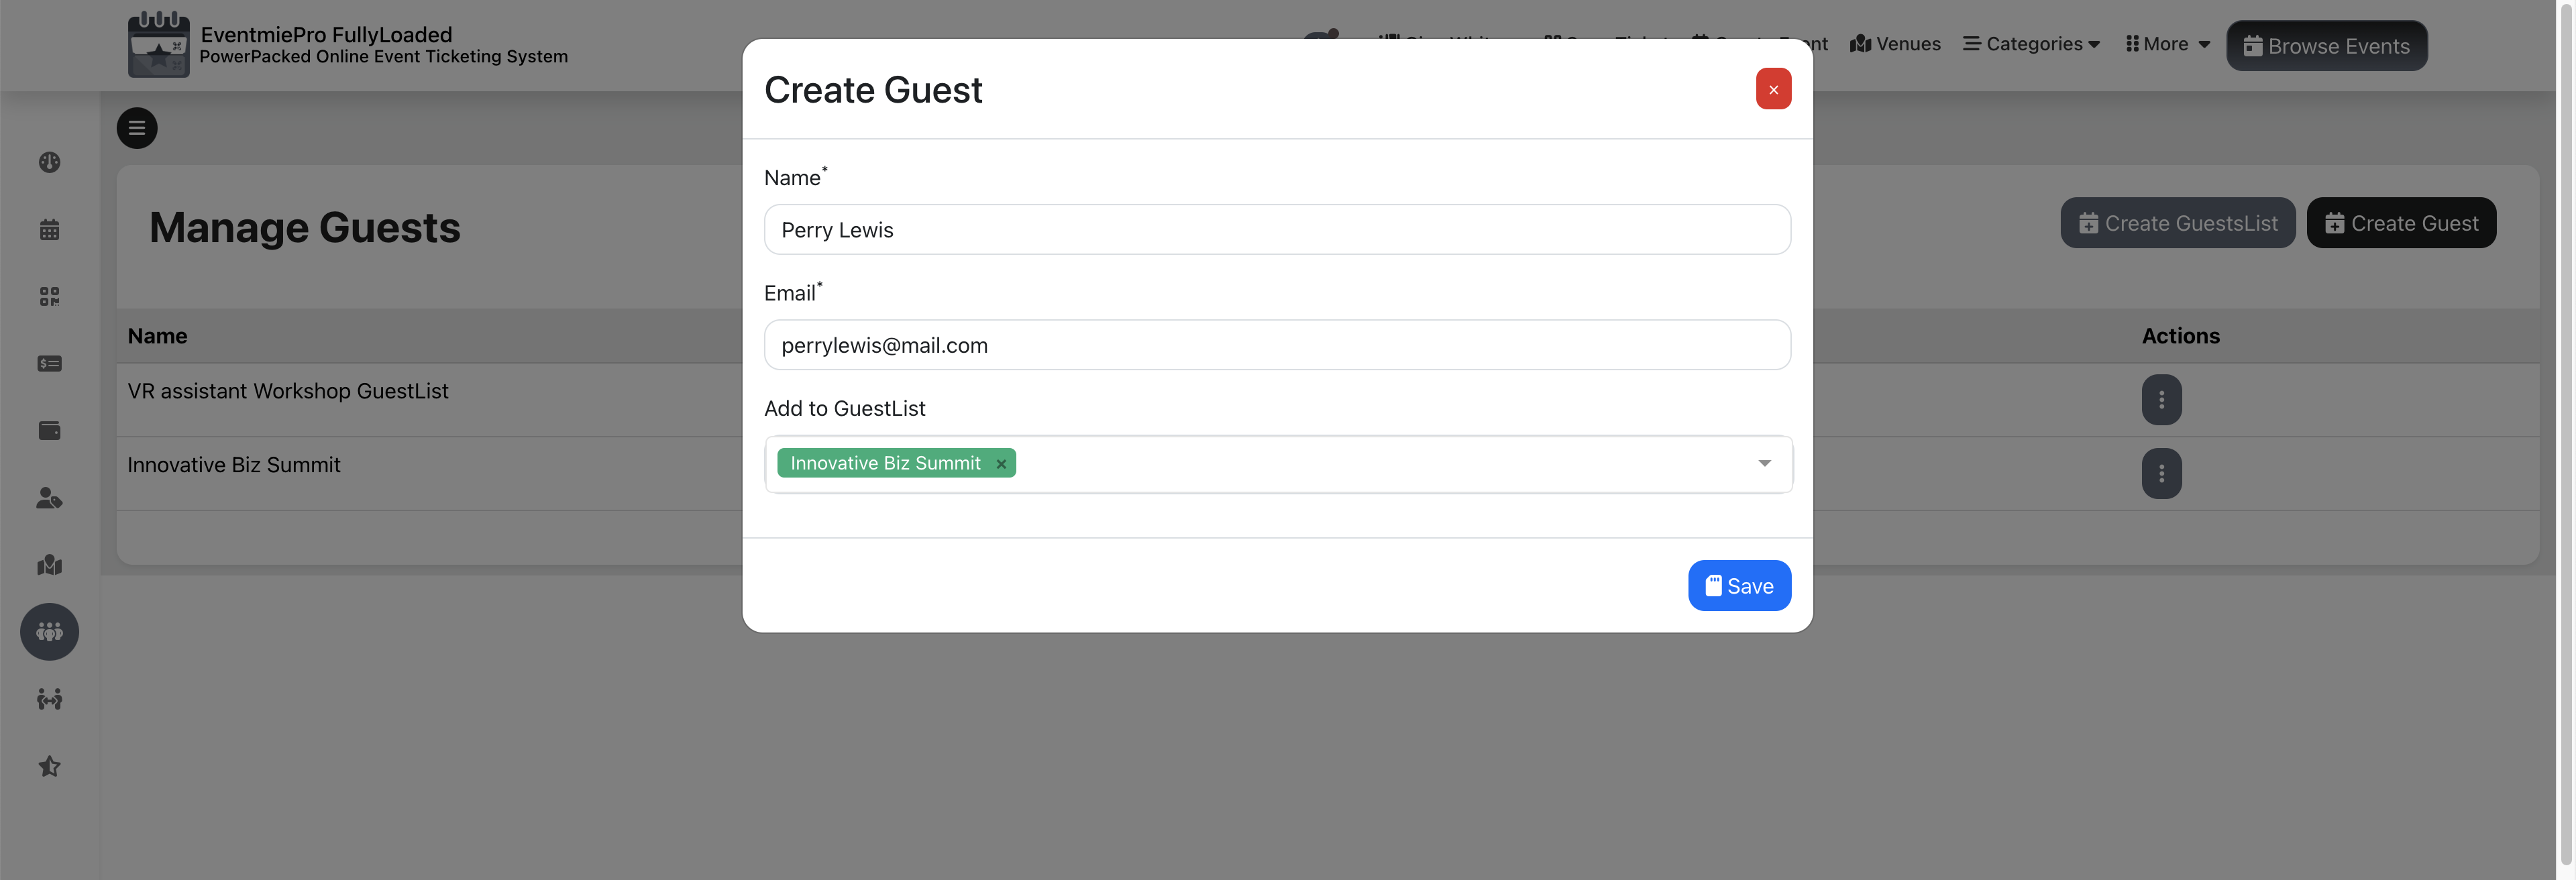 EventmiePro FullyLoaded
PowerPacked Online Event Ticketing System
Venues
Categories
More
Browse Events
Create Guest
×
Manage Guests
Create GuestsList
Create Guest
Name*
Perry Lewis
Email*
perrylewis@mail.com
Add to GuestList
Innovative Biz Summit ×
Save
Name
Actions
VR assistant Workshop GuestList
Innovative Biz Summit